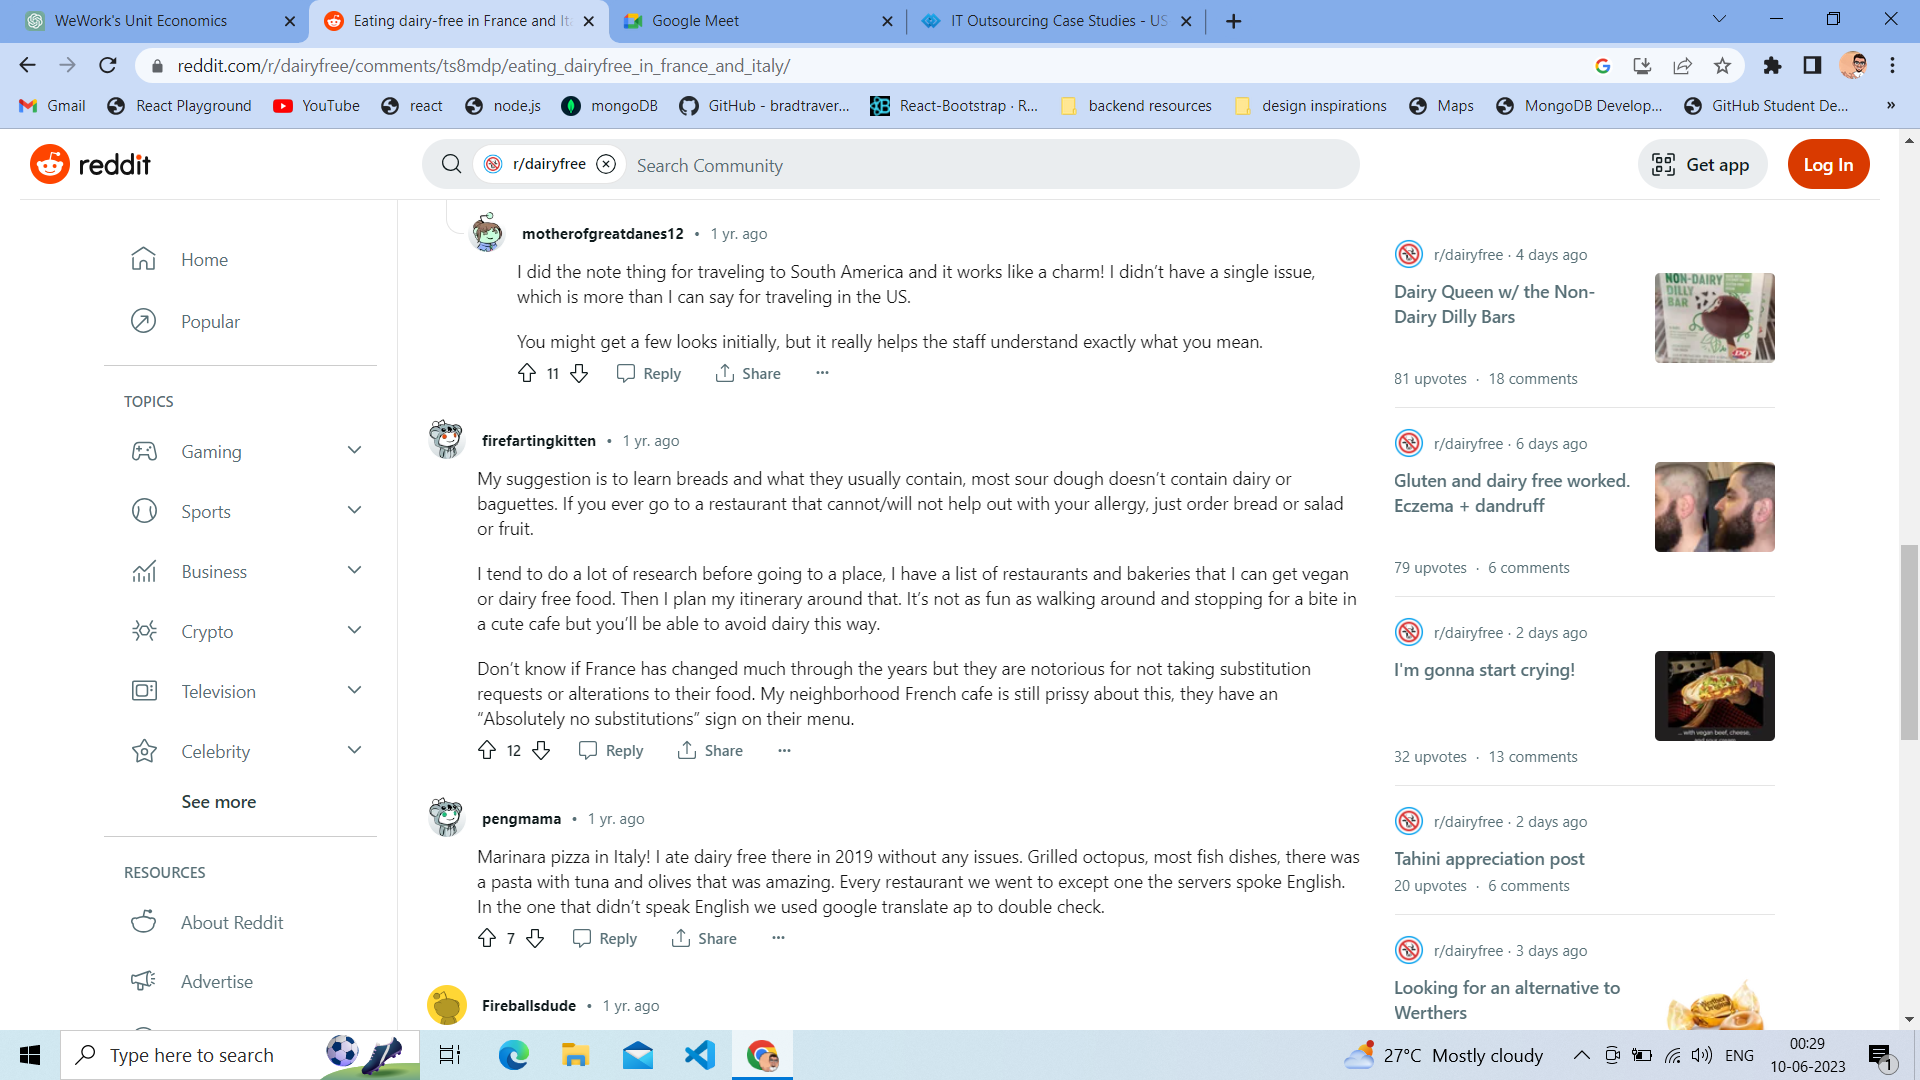 WeWork's Unit Economics
Eating dairy-free in France and Ita
Google Meet
IT Outsourcing Case Studies - US
reddit.com/r/dairyfree/comments/ts8mdp/eating_dairyfree_in_france_and_italy/
Gmail
React Playground
YouTube
react
node.js
mongoDB
GitHub - bradtraver...
React-Bootstrap · R...
backend resources
design inspirations
Maps
MongoDB Develop...
GitHub Student De...
»
reddit
r/dairyfree
Search Community
Get app
Log In
Home
Popular
TOPICS
Gaming
Sports
Business
Crypto
Television
Celebrity
See more
RESOURCES
About Reddit
Advertise
motherofgreatdanes12 • 1 yr. ago
I did the note thing for traveling to South America and it works like a charm! I didn’t have a single issue,
which is more than I can say for traveling in the US.
You might get a few looks initially, but it really helps the staff understand exactly what you mean.
11 Reply Share ...
firefartingkitten • 1 yr. ago
My suggestion is to learn breads and what they usually contain, most sour dough doesn’t contain dairy or
baguettes. If you ever go to a restaurant that cannot/will not help out with your allergy, just order bread or salad
or fruit.
I tend to do a lot of research before going to a place, I have a list of restaurants and bakeries that I can get vegan
or dairy free food. Then I plan my itinerary around that. It’s not as fun as walking around and stopping for a bite in
a cute cafe but you’ll be able to avoid dairy this way.
Don’t know if France has changed much through the years but they are notorious for not taking substitution
requests or alterations to their food. My neighborhood French cafe is still prissy about this, they have an
“Absolutely no substitutions” sign on their menu.
12 Reply Share ...
pengmama • 1 yr. ago
Marinara pizza in Italy! I ate dairy free there in 2019 without any issues. Grilled octopus, most fish dishes, there was
a pasta with tuna and olives that was amazing. Every restaurant we went to except one the servers spoke English.
In the one that didn’t speak English we used google translate ap to double check.
7 Reply Share ...
Fireballsdude • 1 yr. ago
r/dairyfree · 4 days ago
Dairy Queen w/ the Non-
Dairy Dilly Bars
NON-DAIRY
DILLY
BAR
DQ
81 upvotes · 18 comments
r/dairyfree · 6 days ago
Gluten and dairy free worked.
Eczema + dandruff
79 upvotes · 6 comments
r/dairyfree · 2 days ago
I'm gonna start crying!
... with vegan beef, cheese,
32 upvotes · 13 comments
r/dairyfree · 2 days ago
Tahini appreciation post
20 upvotes · 6 comments
r/dairyfree · 3 days ago
Looking for an alternative to
Werthers
Type here to search
27°C Mostly cloudy
ENG
00:29
10-06-2023
1